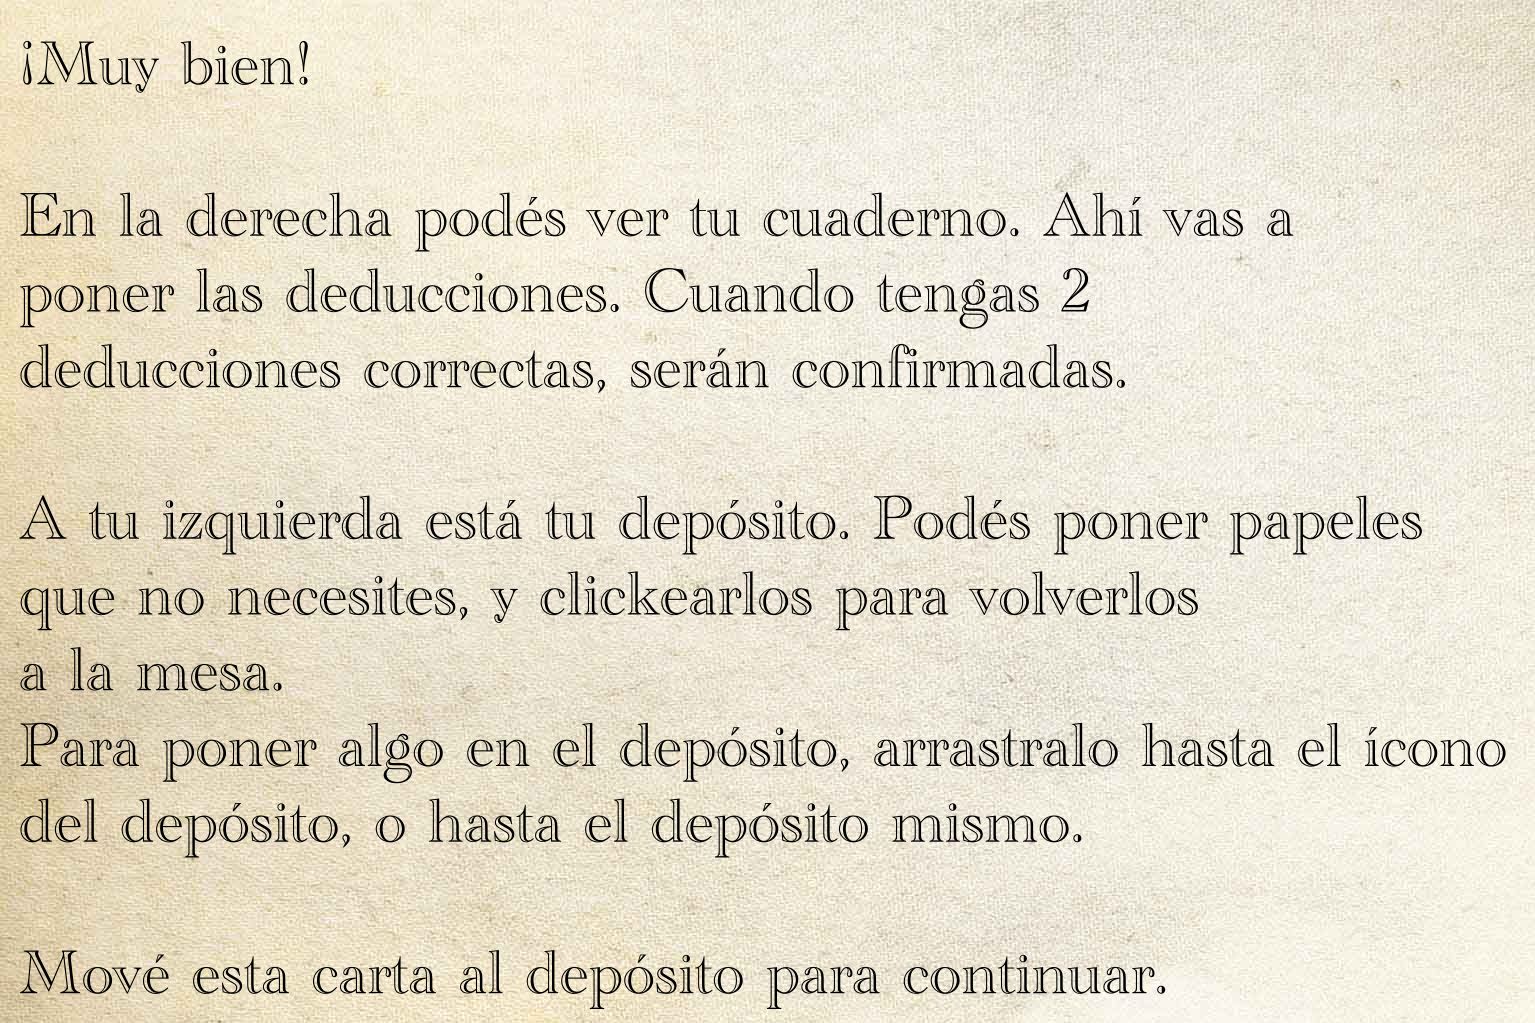 ¡Muy bien!
En la derecha podés ver tu cuaderno. Ahí vas a
poner las deducciones. Cuando tengas 2
deducciones correctas, serán confirmadas.
A tu izquierda está tu depósito. Podés poner papeles
que no necesites, y clickearlos para volverlos
a la mesa.
Para poner algo en el depósito, arrastralo hasta el ícono
del depósito, o hasta el depósito mismo.
Mové esta carta al depósito para continuar.